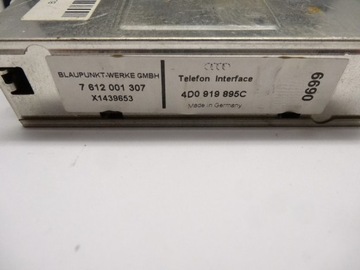 BLAUPUNKT-WERKE GMBH
7 612 001 307
X1439653
Telefon Interface
4D0 919 895C
Made in Germany
0699